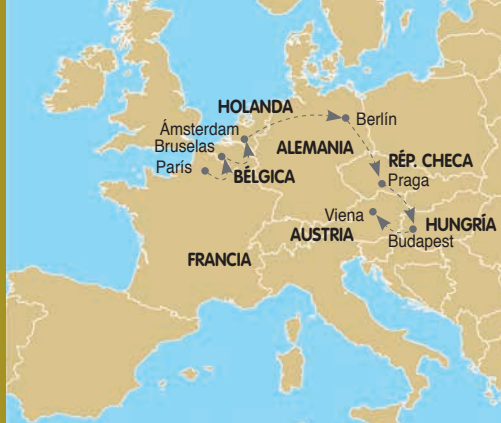 HOLANDA
Berlín
Ámsterdam
ALEMANIA
Bruselas
RÉP. CHECA
París
BÉLGICA
Praga
Viena
HUNGRÍA
AUSTRIA
Budapest
FRANCIA